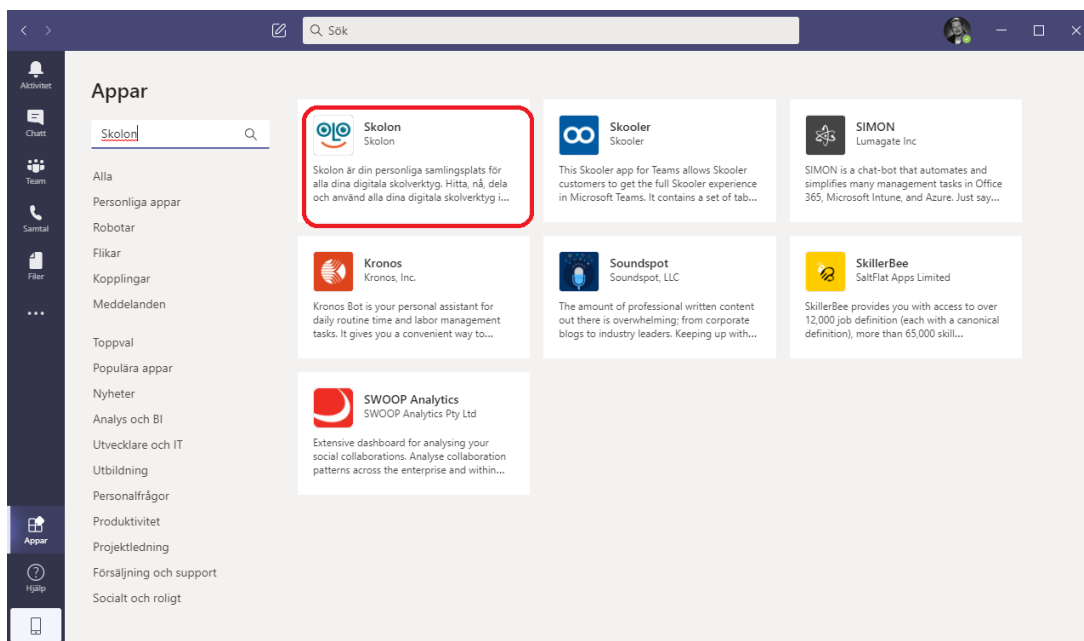 Sök
Aktivitet
Chatt
Team
Samtal
Filer
Appar
Hjälp
Appar
Skolon
Alla
Personliga appar
Robotar
Flikar
Kopplingar
Meddelanden
Toppval
Populära appar
Nyheter
Analys och BI
Utvecklare och IT
Utbildning
Personalfrågor
Produktivitet
Projektledning
Försäljning och support
Socialt och roligt
Skolon
Skolon
Skolon är din personliga samlingsplats för
alla dina digitala skolverktyg. Hitta, nå, dela
och använd alla dina digitala skolverktyg i...
Skooler
Skooler
This Skooler app for Teams allows Skooler
customers to get the full Skooler experience
in Microsoft Teams. It contains a set of tab...
SIMON
Lumagate Inc
SIMON is a chat-bot that automates and
simplifies many management tasks in Office
365, Microsoft Intune, and Azure. Just say...
Kronos
Kronos, Inc.
Kronos Bot is your personal assistant for
daily routine time and labor management
tasks. It gives you a convenient way to...
Soundspot
Soundspot, LLC
The amount of professional written content
out there is overwhelming; from corporate
blogs to industry leaders. Keeping up with...
SkillerBee
SaltFlat Apps Limited
SkillerBee provides you with access to over
12,000 job definition (each with a canonical
definition), more than 65,000 skill...
SWOOP Analytics
SWOOP Analytics Pty Ltd
Extensive dashboard for analysing your
social collaborations. Analyse collaboration
patterns across the enterprise and within...